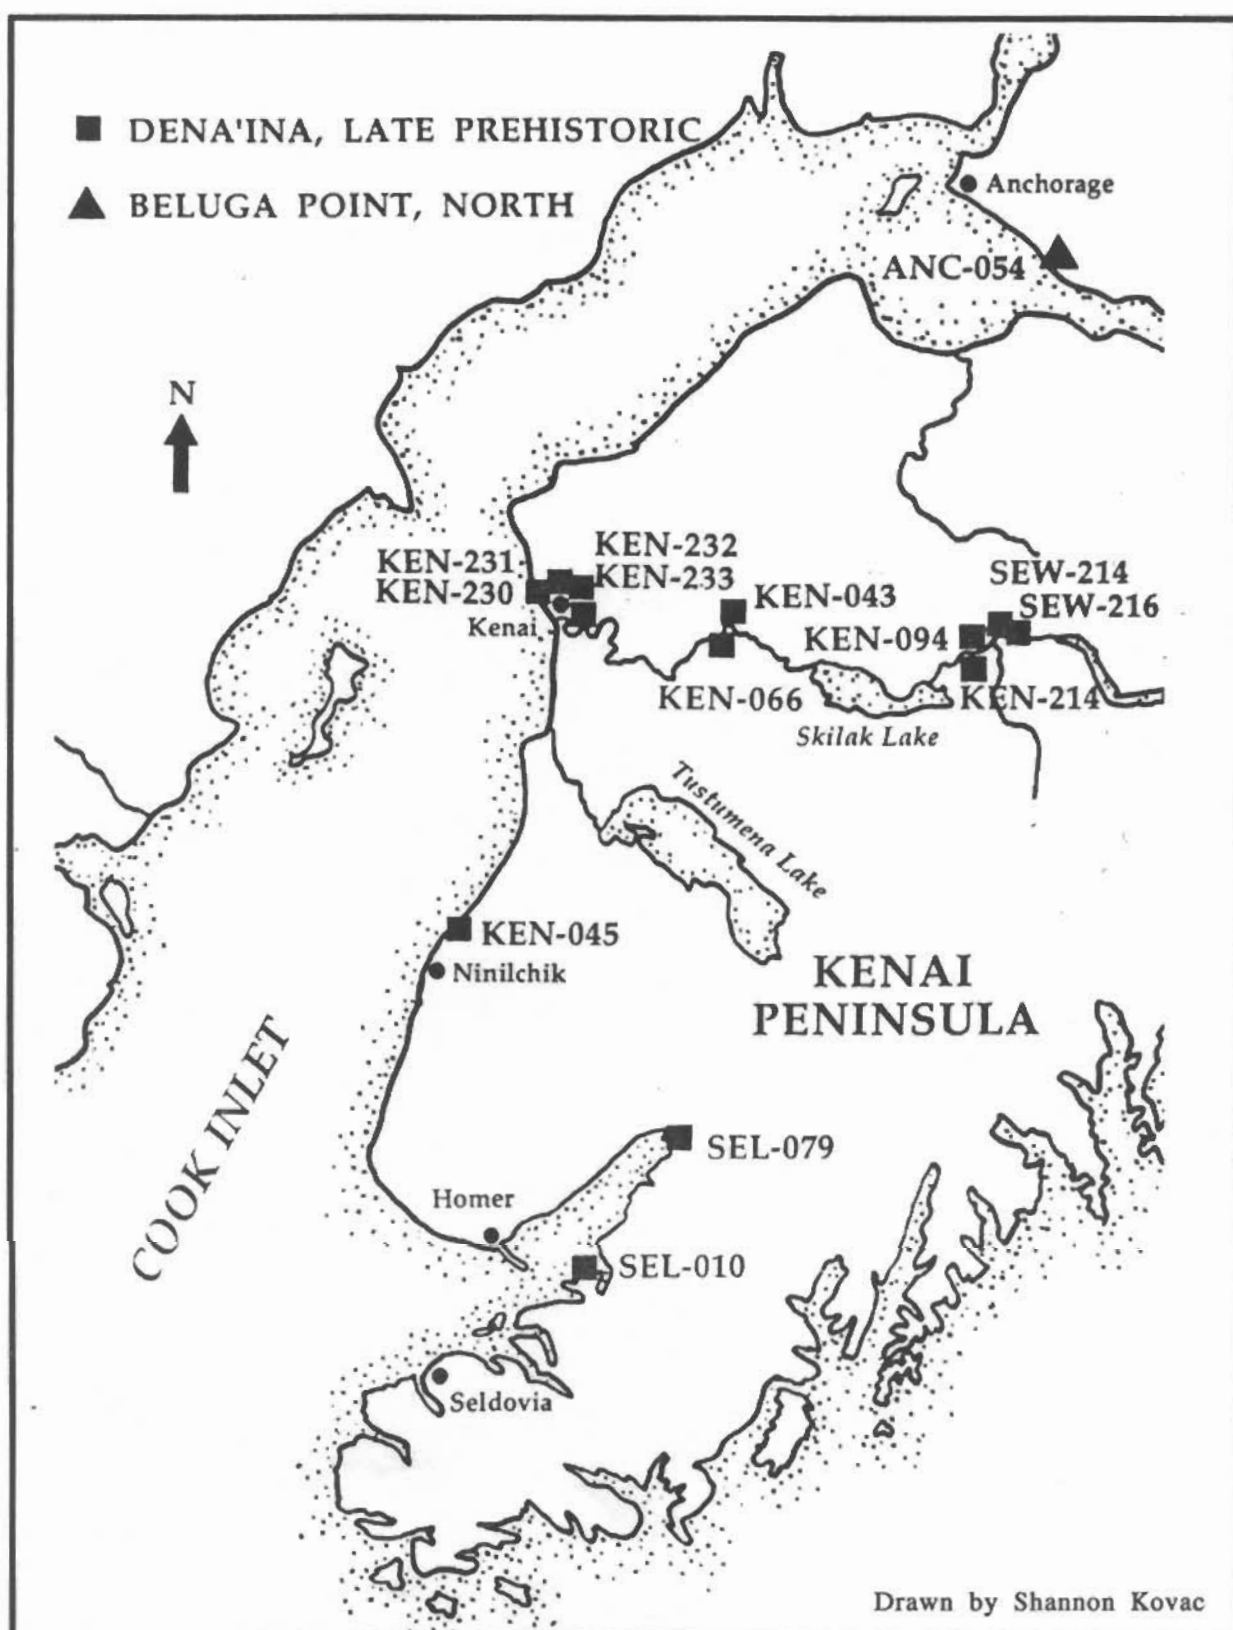 DENA'INA, LATE PREHISTORIC
BELUGA POINT, NORTH
Anchorage
ANC-054
N
KEN-231
KEN-230
KEN-232
KEN-233
Kenai
KEN-043
SEW-214
SEW-216
KEN-094
KEN-066
KEN-214
Skilak Lake
Tustumena Lake
KEN-045
Ninilchik
KENAI
PENINSULA
COOK INLET
SEL-079
Homer
SEL-010
Seldovia
Drawn by Shannon Kovac